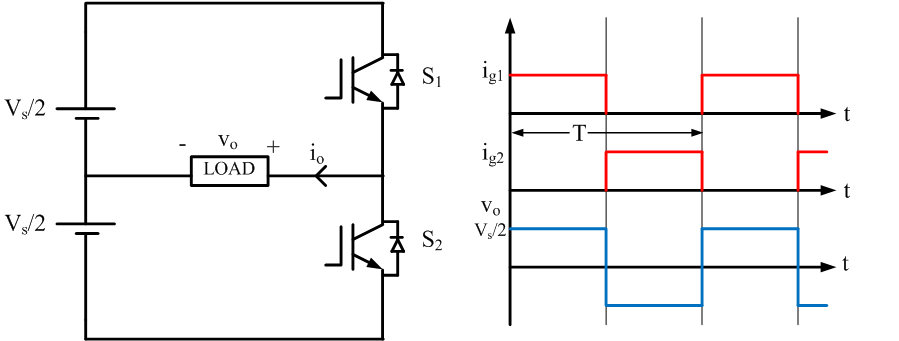 Vs/2
Vs/2
- vo +
LOAD
io
S1
S2
ig1
t
T
ig2
t
vo
Vs/2
t